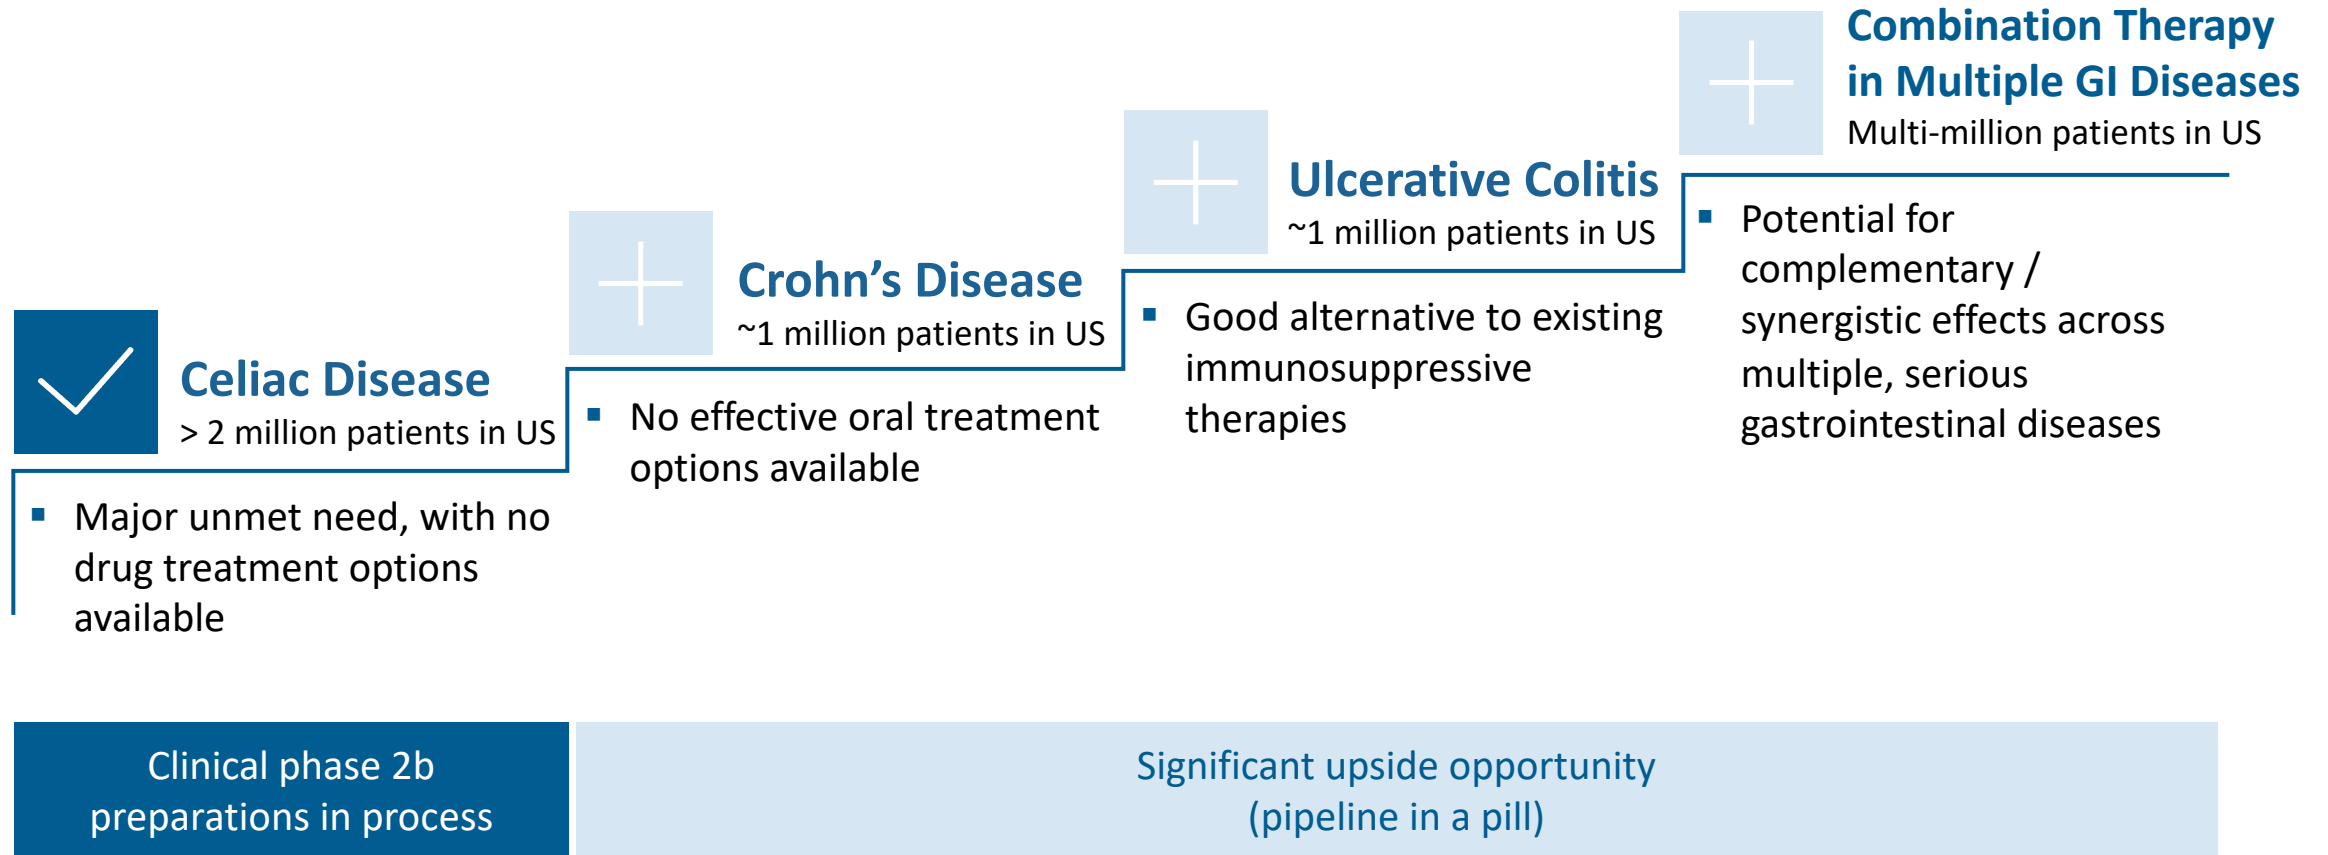 Celiac Disease
> 2 million patients in US
▪ Major unmet need, with no
drug treatment options
available
Crohn’s Disease
~1 million patients in US
▪ No effective oral treatment
options available
Ulcerative Colitis
~1 million patients in US
▪ Good alternative to existing
immunosuppressive
therapies
Combination Therapy
in Multiple GI Diseases
Multi-million patients in US
▪ Potential for
complementary /
synergistic effects across
multiple, serious
gastrointestinal diseases
Clinical phase 2b
preparations in process
Significant upside opportunity
(pipeline in a pill)